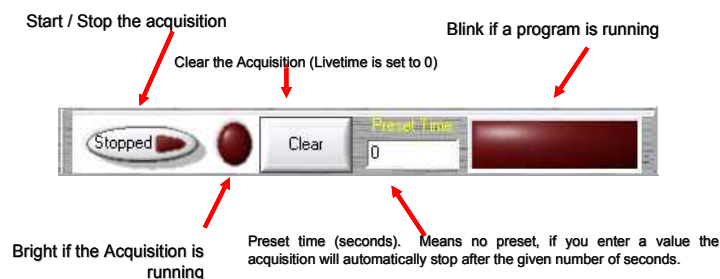 Start / Stop the acquisition
Blink if a program is running
Clear the Acquisition (Livetime is set to 0)
Preset Time
Stopped
Clear
0
Bright if the Acquisition is
running
Preset time (seconds). Means no preset, if you enter a value the
acquisition will automatically stop after the given number of seconds.